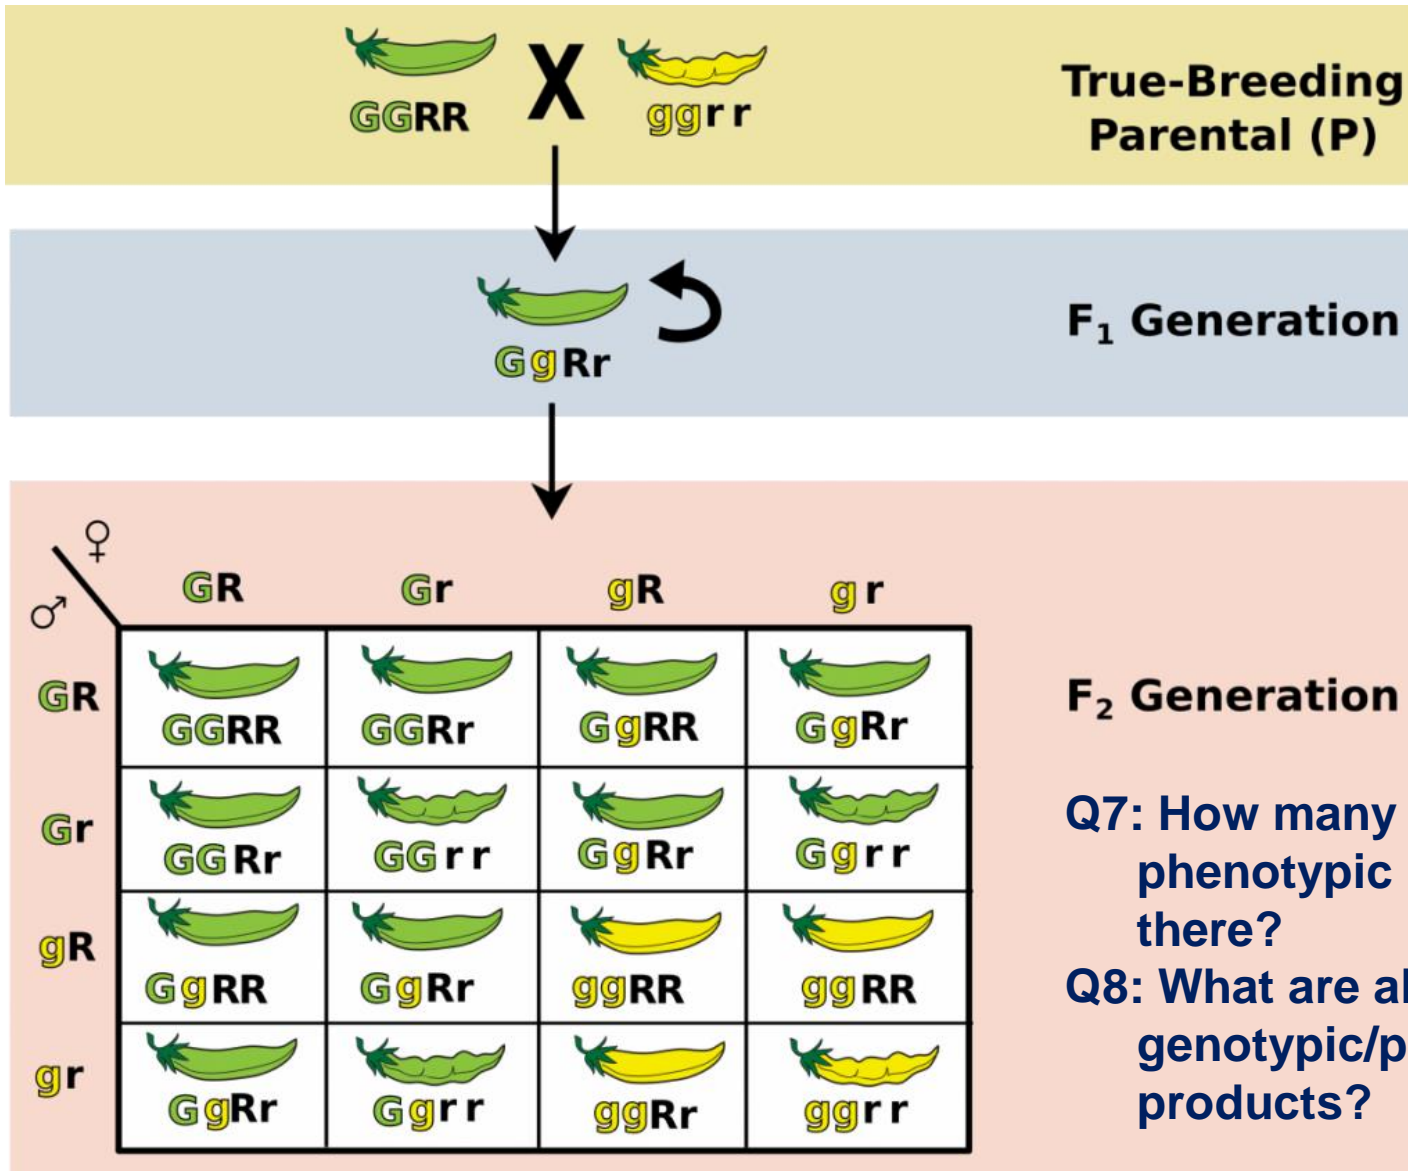 GGRR X ggrr
True-Breeding
Parental (P)
GgRr
F₁ Generation
♀
♂
GR Gr gR gr
GR GGRR GGRr GgRR GgRr
Gr GGRr GGrr GgRr Ggrr
gR GgRR GgRr ggRR ggRR
gr GgRr Ggrr ggRr ggrr
F₂ Generation
Q7: How many
phenotypic
there?
Q8: What are al
genotypic/p
products?